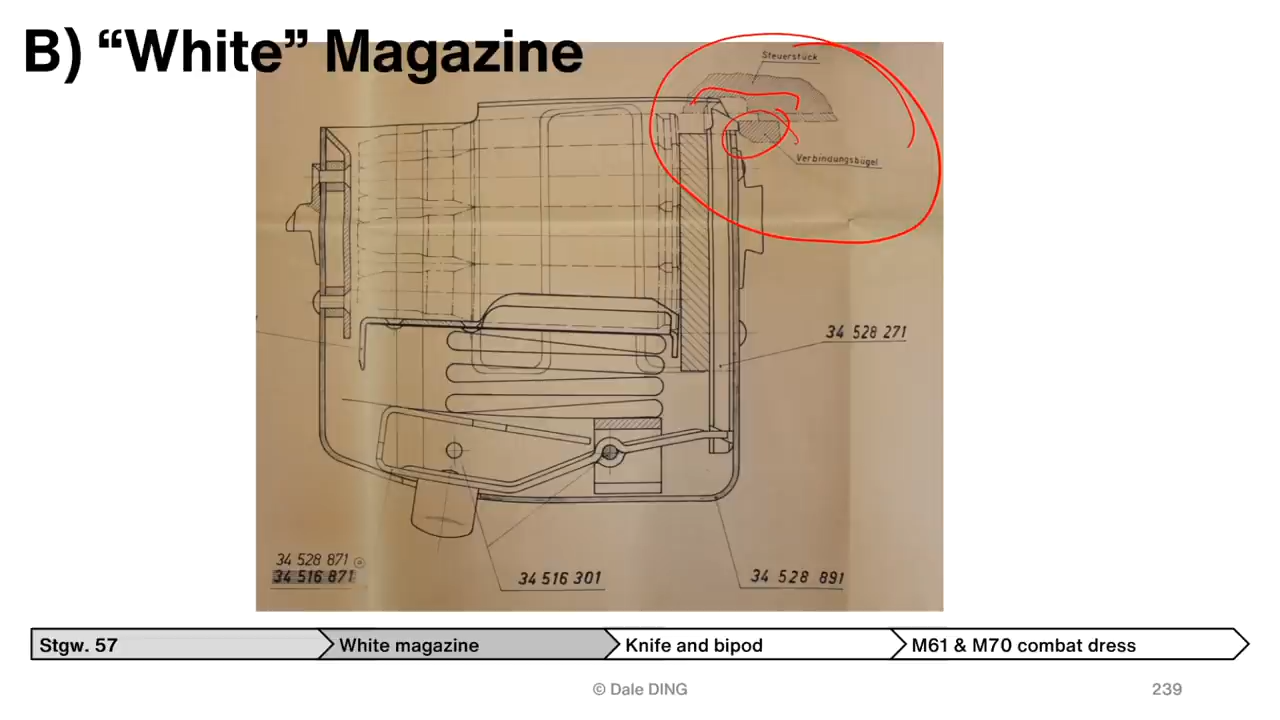 B) “White” Magazine
Steuerstück
Verbindungsbügel
34 528 271
34 528 871
34 516 871
34 516 301
34 528 891
Stgw. 57
White magazine
Knife and bipod
M61 & M70 combat dress
© Dale DING
239